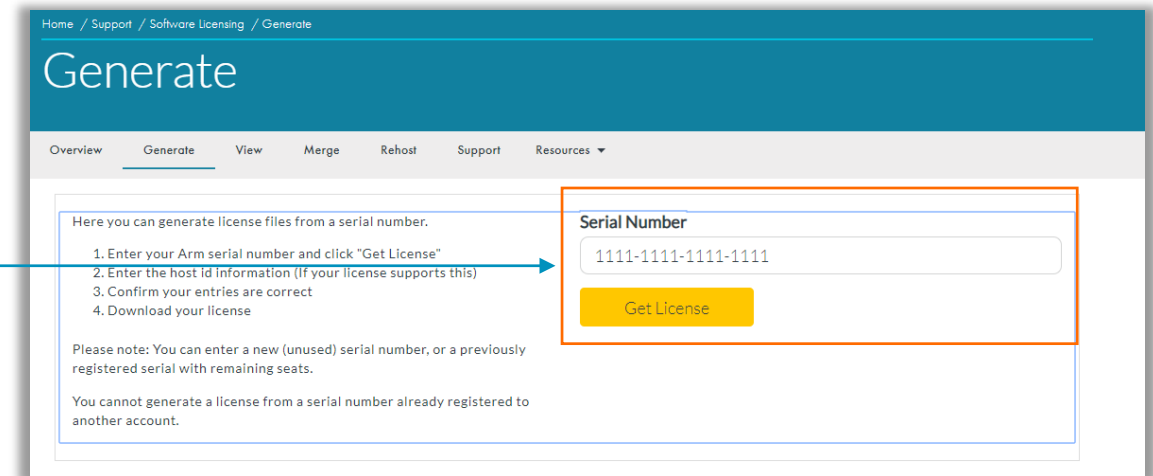 Home / Support / Software Licensing / Generate
Generate
Overview Generate View Merge Rehost Support Resources
Here you can generate license files from a serial number.
1. Enter your Arm serial number and click "Get License"
2. Enter the host id information (If your license supports this)
3. Confirm your entries are correct
4. Download your license
Please note: You can enter a new (unused) serial number, or a previously
registered serial with remaining seats.
You cannot generate a license from a serial number already registered to
another account.
Serial Number
1111-1111-1111-1111
Get License